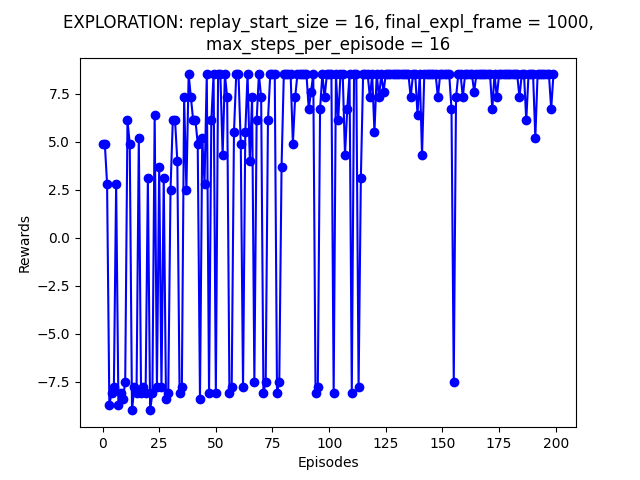 EXPLORATION: replay_start_size = 16, final_expl_frame = 1000,
max_steps_per_episode = 16
7.5
5.0
2.5
0.0
−2.5
−5.0
−7.5
Rewards
0 25 50 75 100 125 150 175 200
Episodes